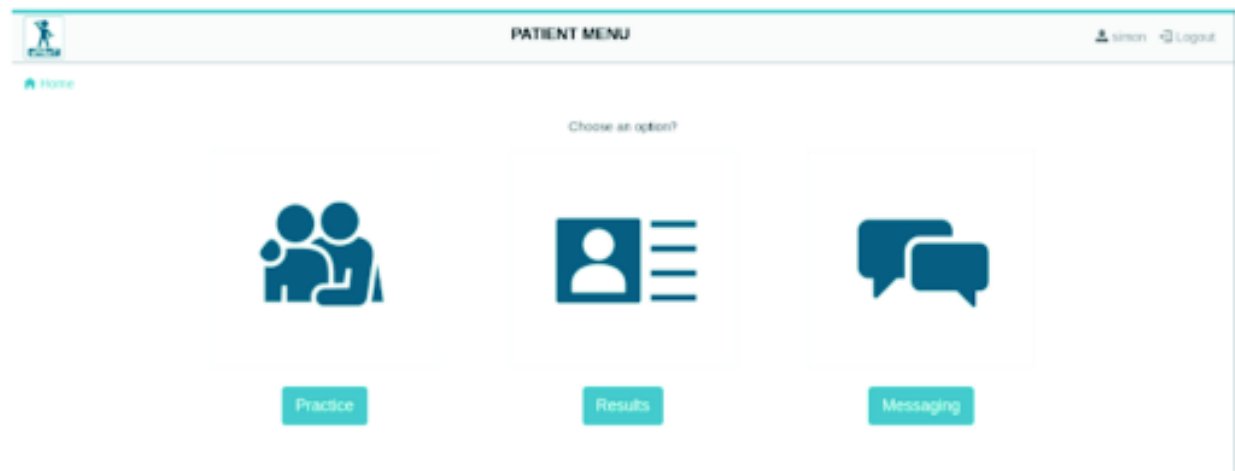 PATIENT MENU
simon Logout
Home
Choose an option?
Practice Results Messaging